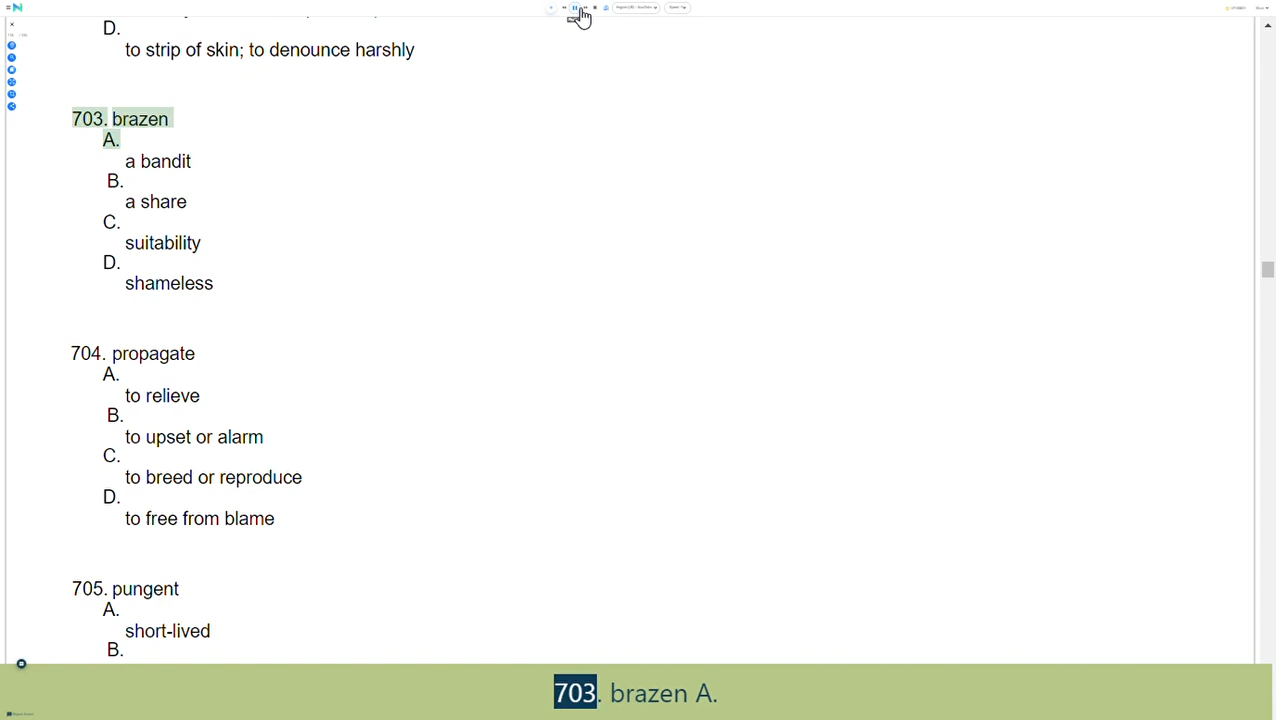 D.
to strip of skin; to denounce harshly
703. brazen
A.
a bandit
B.
a share
C.
suitability
D.
shameless
704. propagate
A.
to relieve
B.
to upset or alarm
C.
to breed or reproduce
D.
to free from blame
705. pungent
A.
short-lived
B.
703. brazen A.